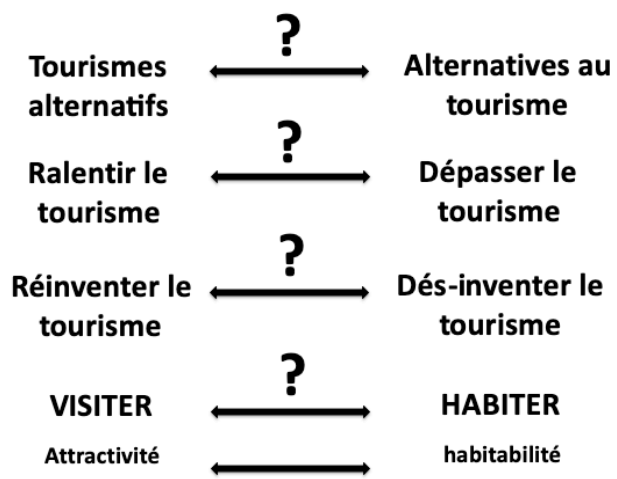 ?
Tourismes
alternatifs
Alternatives au
tourisme
?
Ralentir le
tourisme
Dépasser le
tourisme
?
Réinventer le
tourisme
Dés-inventer le
tourisme
?
VISITER
HABITER
Attractivité
habitabilité